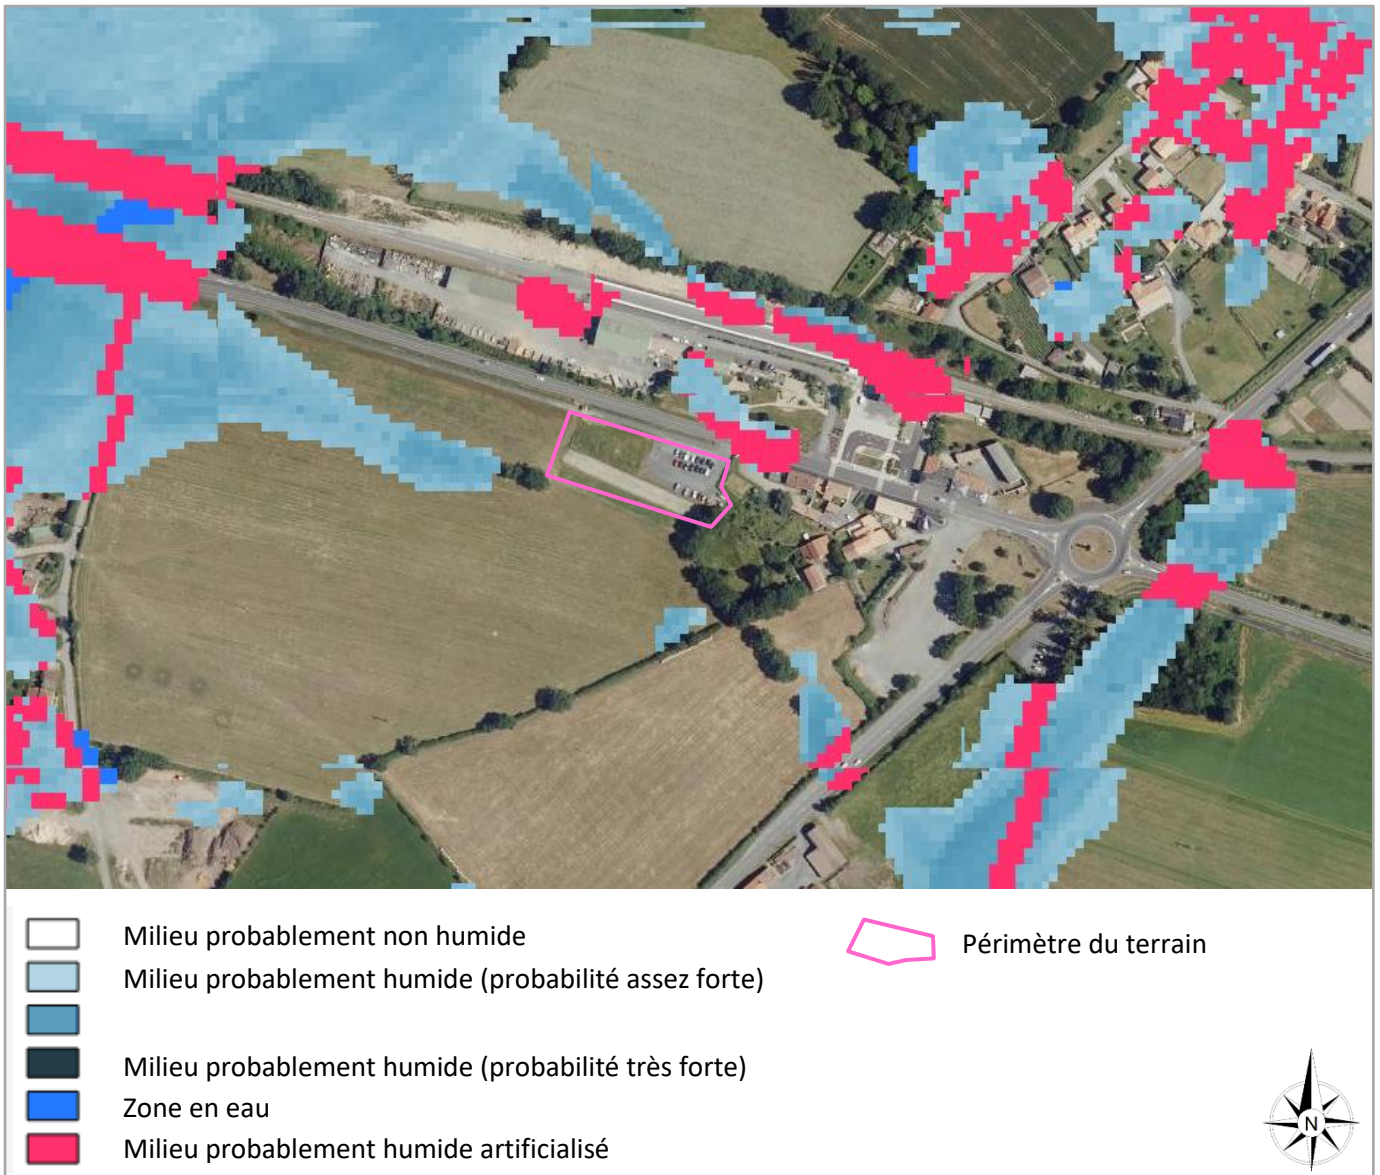 Milieu probablement non humide
Milieu probablement humide (probabilité assez forte)
Milieu probablement humide (probabilité très forte)
Zone en eau
Milieu probablement humide artificialisé
Périmètre du terrain
N